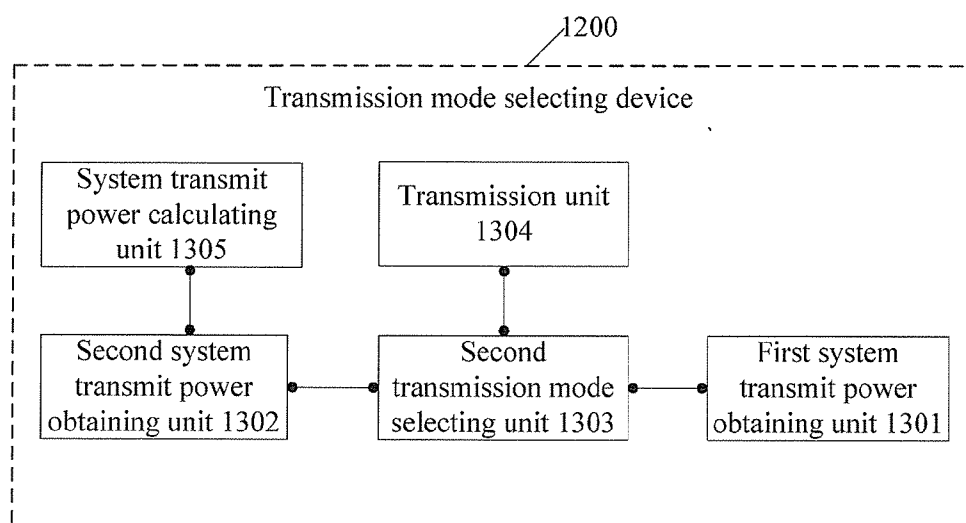 1200
Transmission mode selecting device
System transmit
power calculating
unit 1305
Transmission unit
1304
Second system
transmit power
obtaining unit 1302
Second
transmission mode
selecting unit 1303
First system
transmit power
obtaining unit 1301